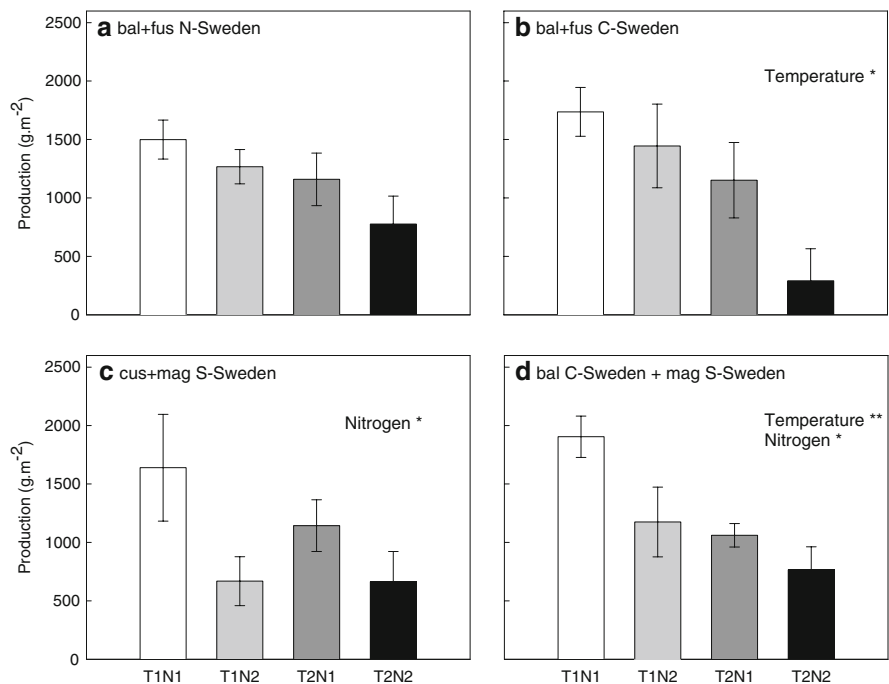 a bal+fus N-Sweden
2500
2000
1500
1000
500
0
Production (g.m-2)
b bal+fus C-Sweden
Temperature *
c cus+mag S-Sweden
Nitrogen *
2500
2000
1500
1000
500
0
Production (g.m-2)
T1N1 T1N2 T2N1 T2N2
d bal C-Sweden + mag S-Sweden
Temperature **
Nitrogen *
T1N1 T1N2 T2N1 T2N2